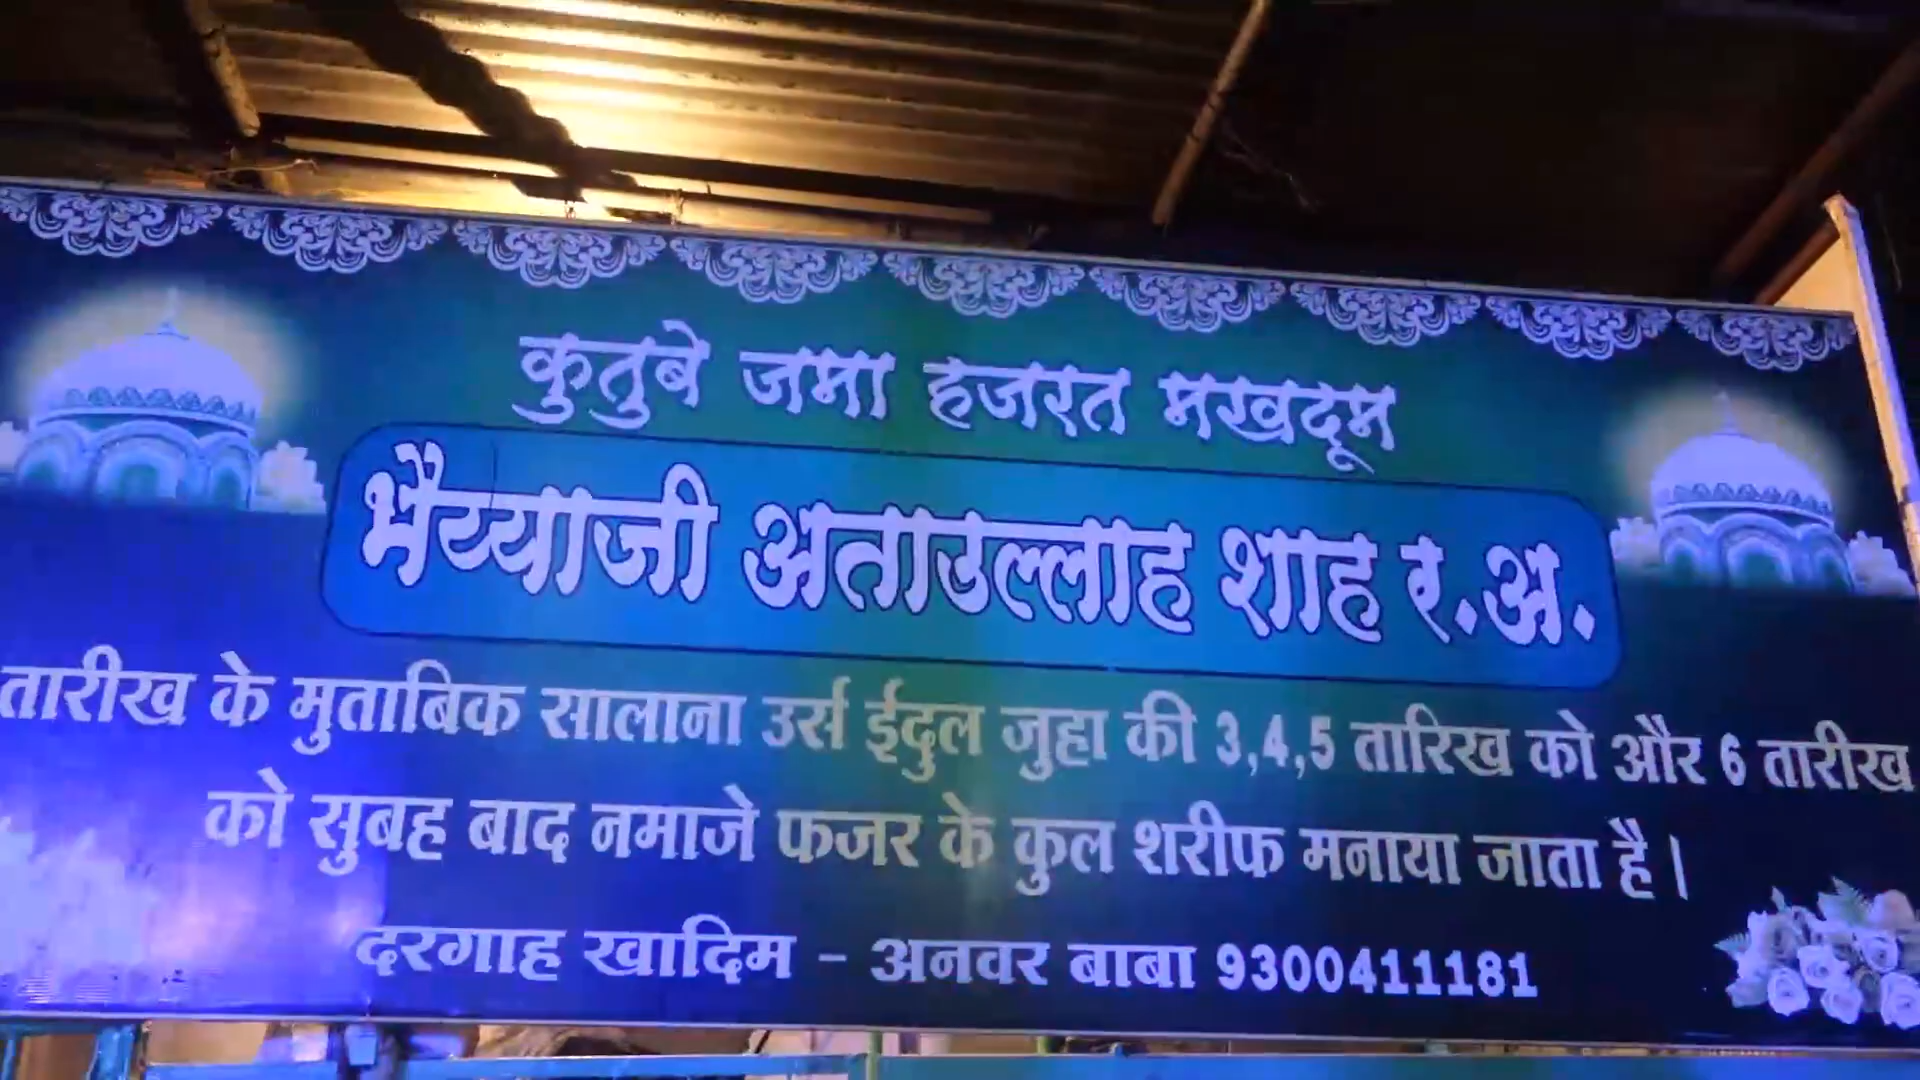 कुतुबे जमा हजरत मखदूम
भैय्याजी अताउल्लाह शाह र.अ.
तारीख के मुताबिक सालाना उर्स ईदुल जुहा की 3,4,5 तारिख को और 6 तारीख
को सुबह बाद नमाजे फजर के कुल शरीफ मनाया जाता है।
दरगाह खादिम - अनवर बाबा 9300411181